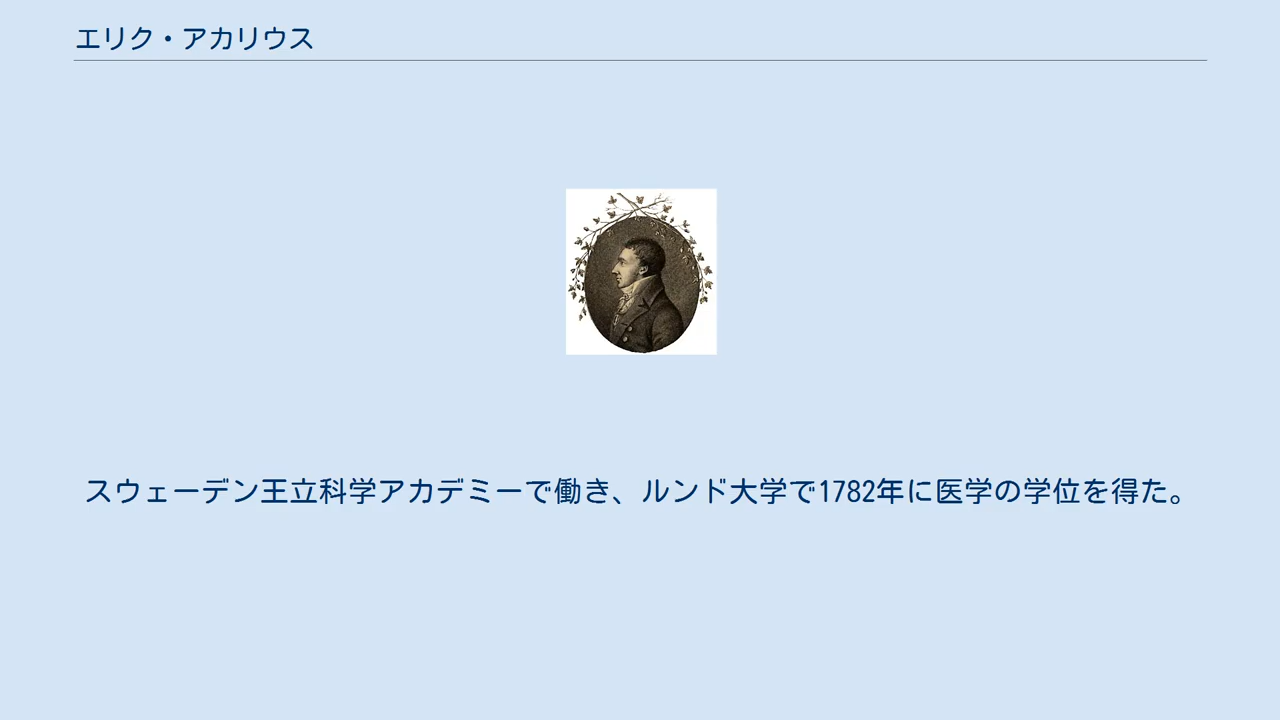 エリク・アカリウス
スウェーデン王立科学アカデミーで働き、ルンド大学で1782年に医学の学位を得た。